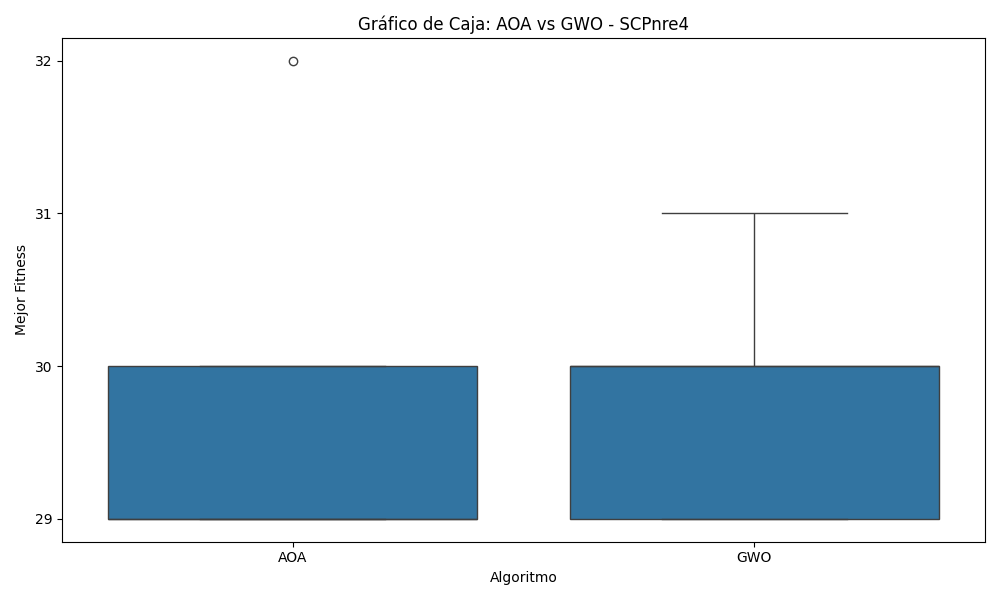 Gráfico de Caja: AOA vs GWO - SCPnre4
32
31
30
29
Mejor Fitness
AOA
GWO
Algoritmo